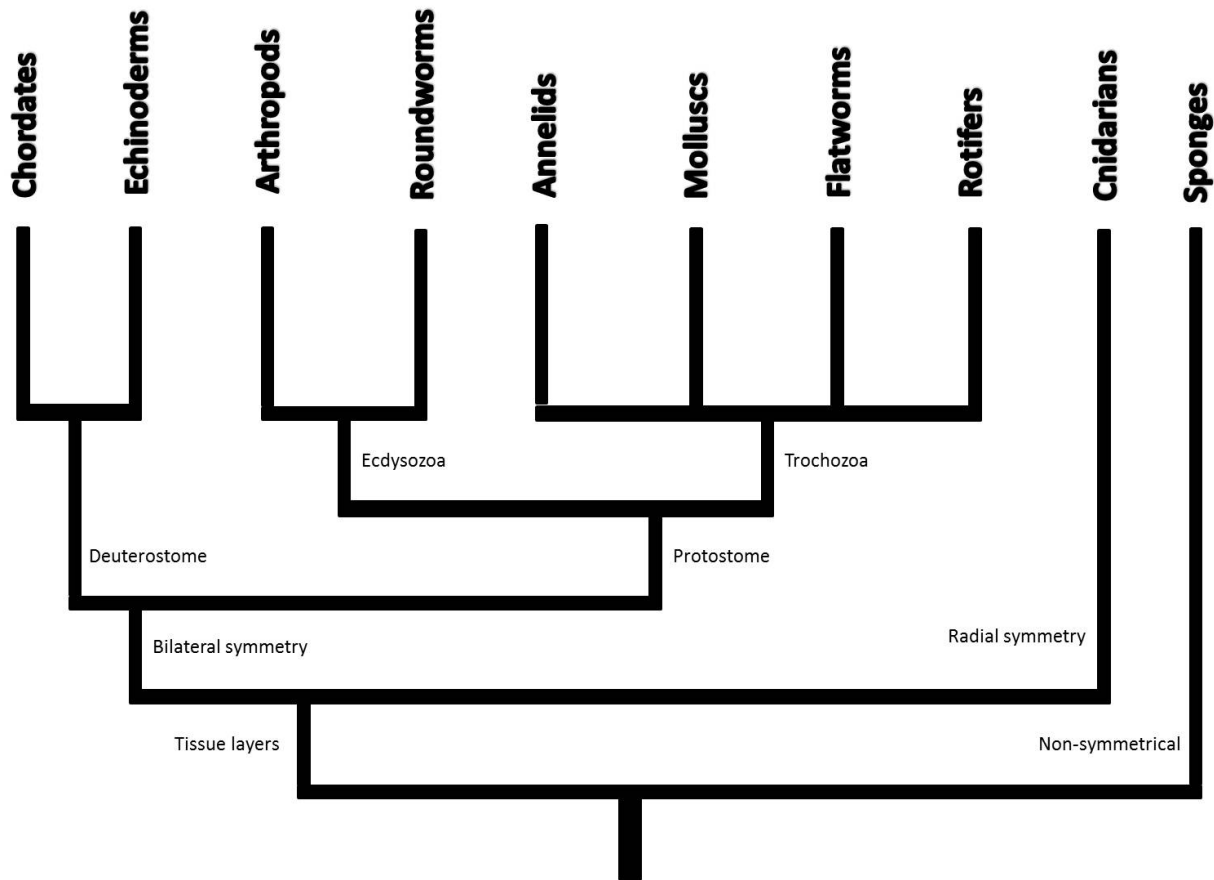 Chordates
Echinoderms
Arthropods
Roundworms
Annelids
Molluscs
Flatworms
Rotifers
Cnidarians
Sponges
Ecdysozoa
Trochozoa
Deuterostome
Protostome
Bilateral symmetry
Radial symmetry
Tissue layers
Non-symmetrical